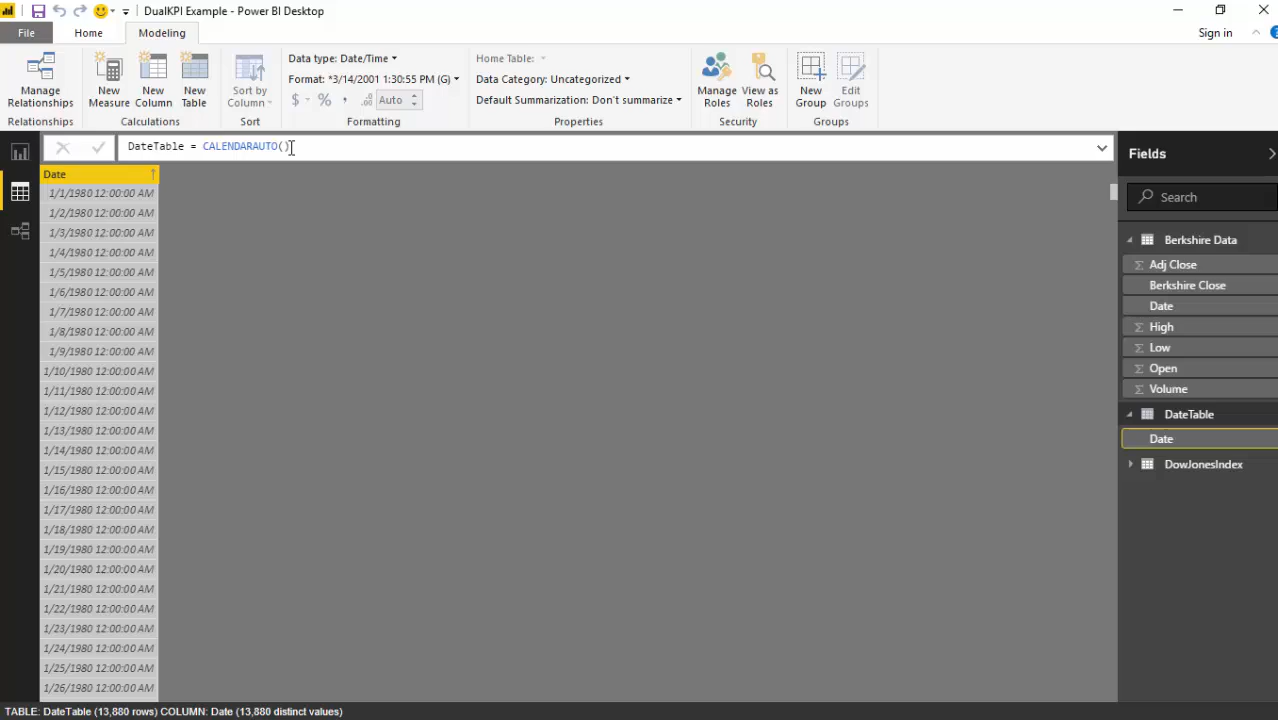 DualKPI Example - Power BI Desktop
File
Home
Modeling
Sign in
Manage
Relationships
New
Measure
New
Column
New
Table
Sort by
Column
Data type: Date/Time
Format: *3/14/2001 1:30:55 PM (G)
$ % , .00 Auto
Home Table:
Data Category: Uncategorized
Default Summarization: Don't summarize
Manage
Roles
View as
Roles
New
Group
Edit
Groups
Relationships
Calculations
Sort
Formatting
Properties
Security
Groups
DateTable = CALENDARAUTO()
Date
1/1/1980 12:00:00 AM
1/2/1980 12:00:00 AM
1/3/1980 12:00:00 AM
1/4/1980 12:00:00 AM
1/5/1980 12:00:00 AM
1/6/1980 12:00:00 AM
1/7/1980 12:00:00 AM
1/8/1980 12:00:00 AM
1/9/1980 12:00:00 AM
1/10/1980 12:00:00 AM
1/11/1980 12:00:00 AM
1/12/1980 12:00:00 AM
1/13/1980 12:00:00 AM
1/14/1980 12:00:00 AM
1/15/1980 12:00:00 AM
1/16/1980 12:00:00 AM
1/17/1980 12:00:00 AM
1/18/1980 12:00:00 AM
1/19/1980 12:00:00 AM
1/20/1980 12:00:00 AM
1/21/1980 12:00:00 AM
1/22/1980 12:00:00 AM
1/23/1980 12:00:00 AM
1/24/1980 12:00:00 AM
1/25/1980 12:00:00 AM
1/26/1980 12:00:00 AM
Fields
Search
Berkshire Data
Adj Close
Berkshire Close
Date
High
Low
Open
Volume
DateTable
Date
DowJonesIndex
TABLE: DateTable (13,880 rows) COLUMN: Date (13,880 distinct values)